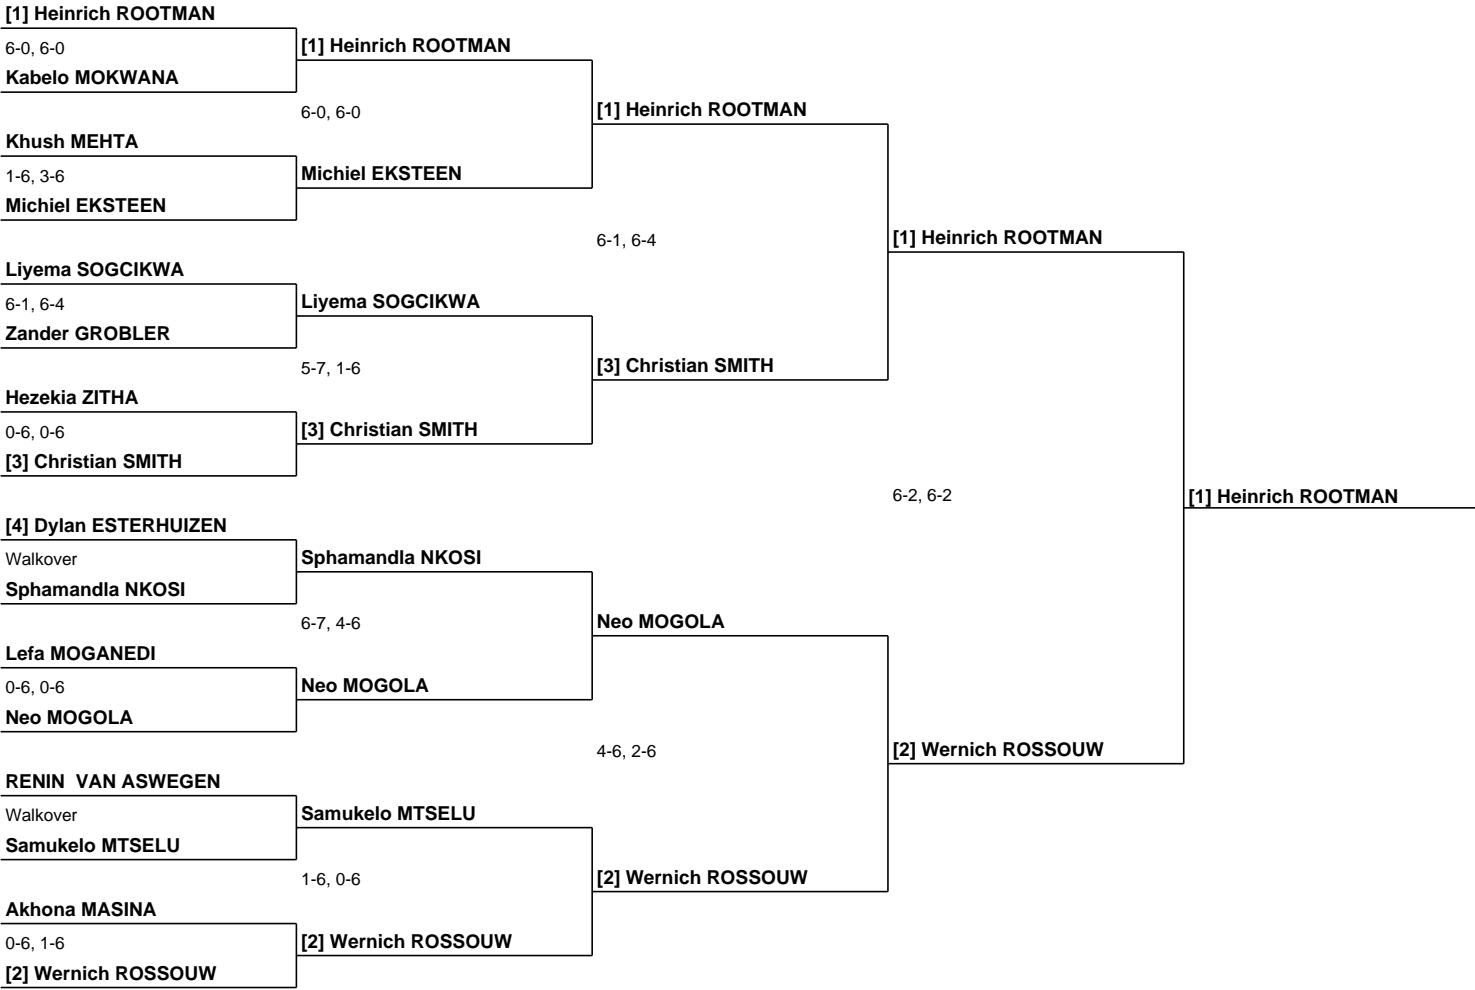 [1] Heinrich ROOTMAN
6-0, 6-0
Kabelo MOKWANA
Khush MEHTA
1-6, 3-6
Michiel EKSTEEN
Liyema SOGCIKWA
6-1, 6-4
Zander GROBLER
Hezekia ZITHA
0-6, 0-6
[3] Christian SMITH
[4] Dylan ESTERHUIZEN
Walkover
Sphamandla NKOSI
Lefa MOGANEDI
0-6, 0-6
Neo MOGOLA
RENIN  VAN ASWEGEN
Walkover
Samukelo MTSELU
Akhona MASINA
0-6, 1-6
[2] Wernich ROSSOUW
[1] Heinrich ROOTMAN
6-0, 6-0
Michiel EKSTEEN
Liyema SOGCIKWA
5-7, 1-6
[3] Christian SMITH
Sphamandla NKOSI
6-7, 4-6
Neo MOGOLA
Samukelo MTSELU
1-6, 0-6
[2] Wernich ROSSOUW
[1] Heinrich ROOTMAN
6-1, 6-4
[3] Christian SMITH
Neo MOGOLA
4-6, 2-6
[2] Wernich ROSSOUW
[1] Heinrich ROOTMAN
6-2, 6-2
[2] Wernich ROSSOUW
[1] Heinrich ROOTMAN